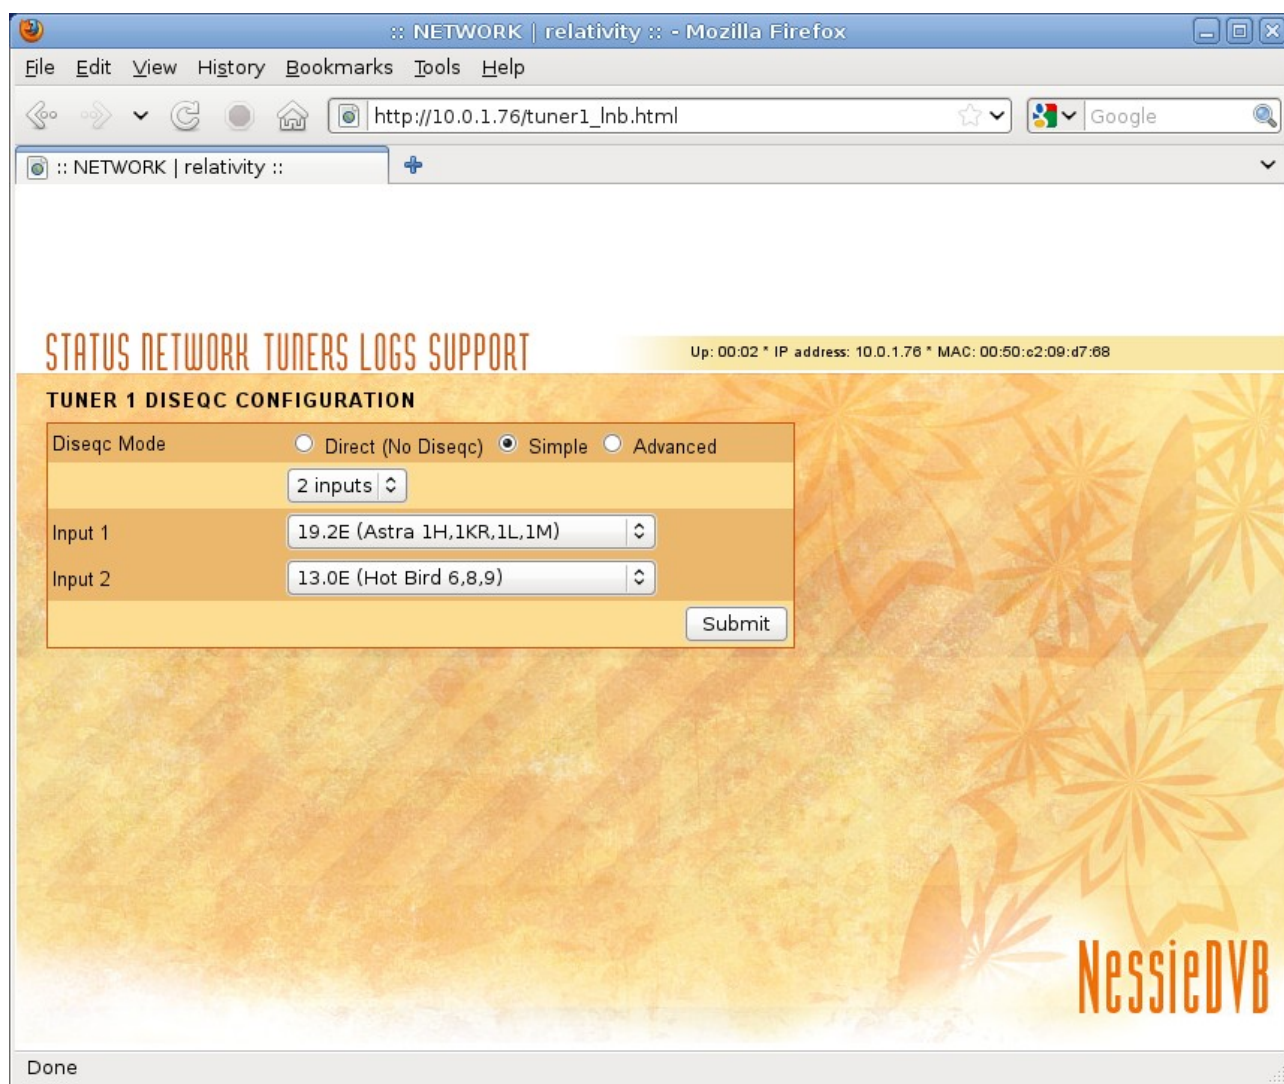 :: NETWORK | relativity :: - Mozilla Firefox
File Edit View History Bookmarks Tools Help
http://10.0.1.76/tuner1_lnb.html Google
:: NETWORK | relativity ::
STATUS NETWORK TUNERS LOGS SUPPORT
Up: 00:02 * IP address: 10.0.1.76 * MAC: 00:50:c2:09:d7:68
TUNER 1 DISEQC CONFIGURATION
Diseqc Mode Direct (No Diseqc) Simple Advanced
2 inputs
Input 1 19.2E (Astra 1H,1KR,1L,1M)
Input 2 13.0E (Hot Bird 6,8,9)
Submit
NessieDVB
Done